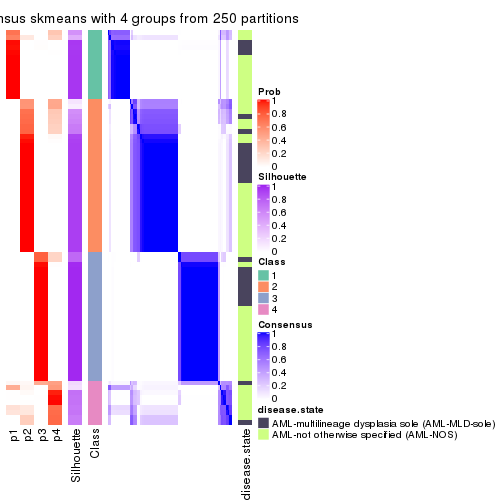 nsus skmeans with 4 groups from 250 partitions
Prob
1
0.8
0.6
0.4
0.2
0
Silhouette
1
0.8
0.6
0.4
0.2
0
Class
1
2
3
4
Consensus
1
0.8
0.6
0.4
0.2
0
disease.state
AML-multilineage dysplasia sole (AML-MLD-sole)
AML-not otherwise specified (AML-NOS)
p1
p2
p3
p4
Silhouette
Class
disease.state